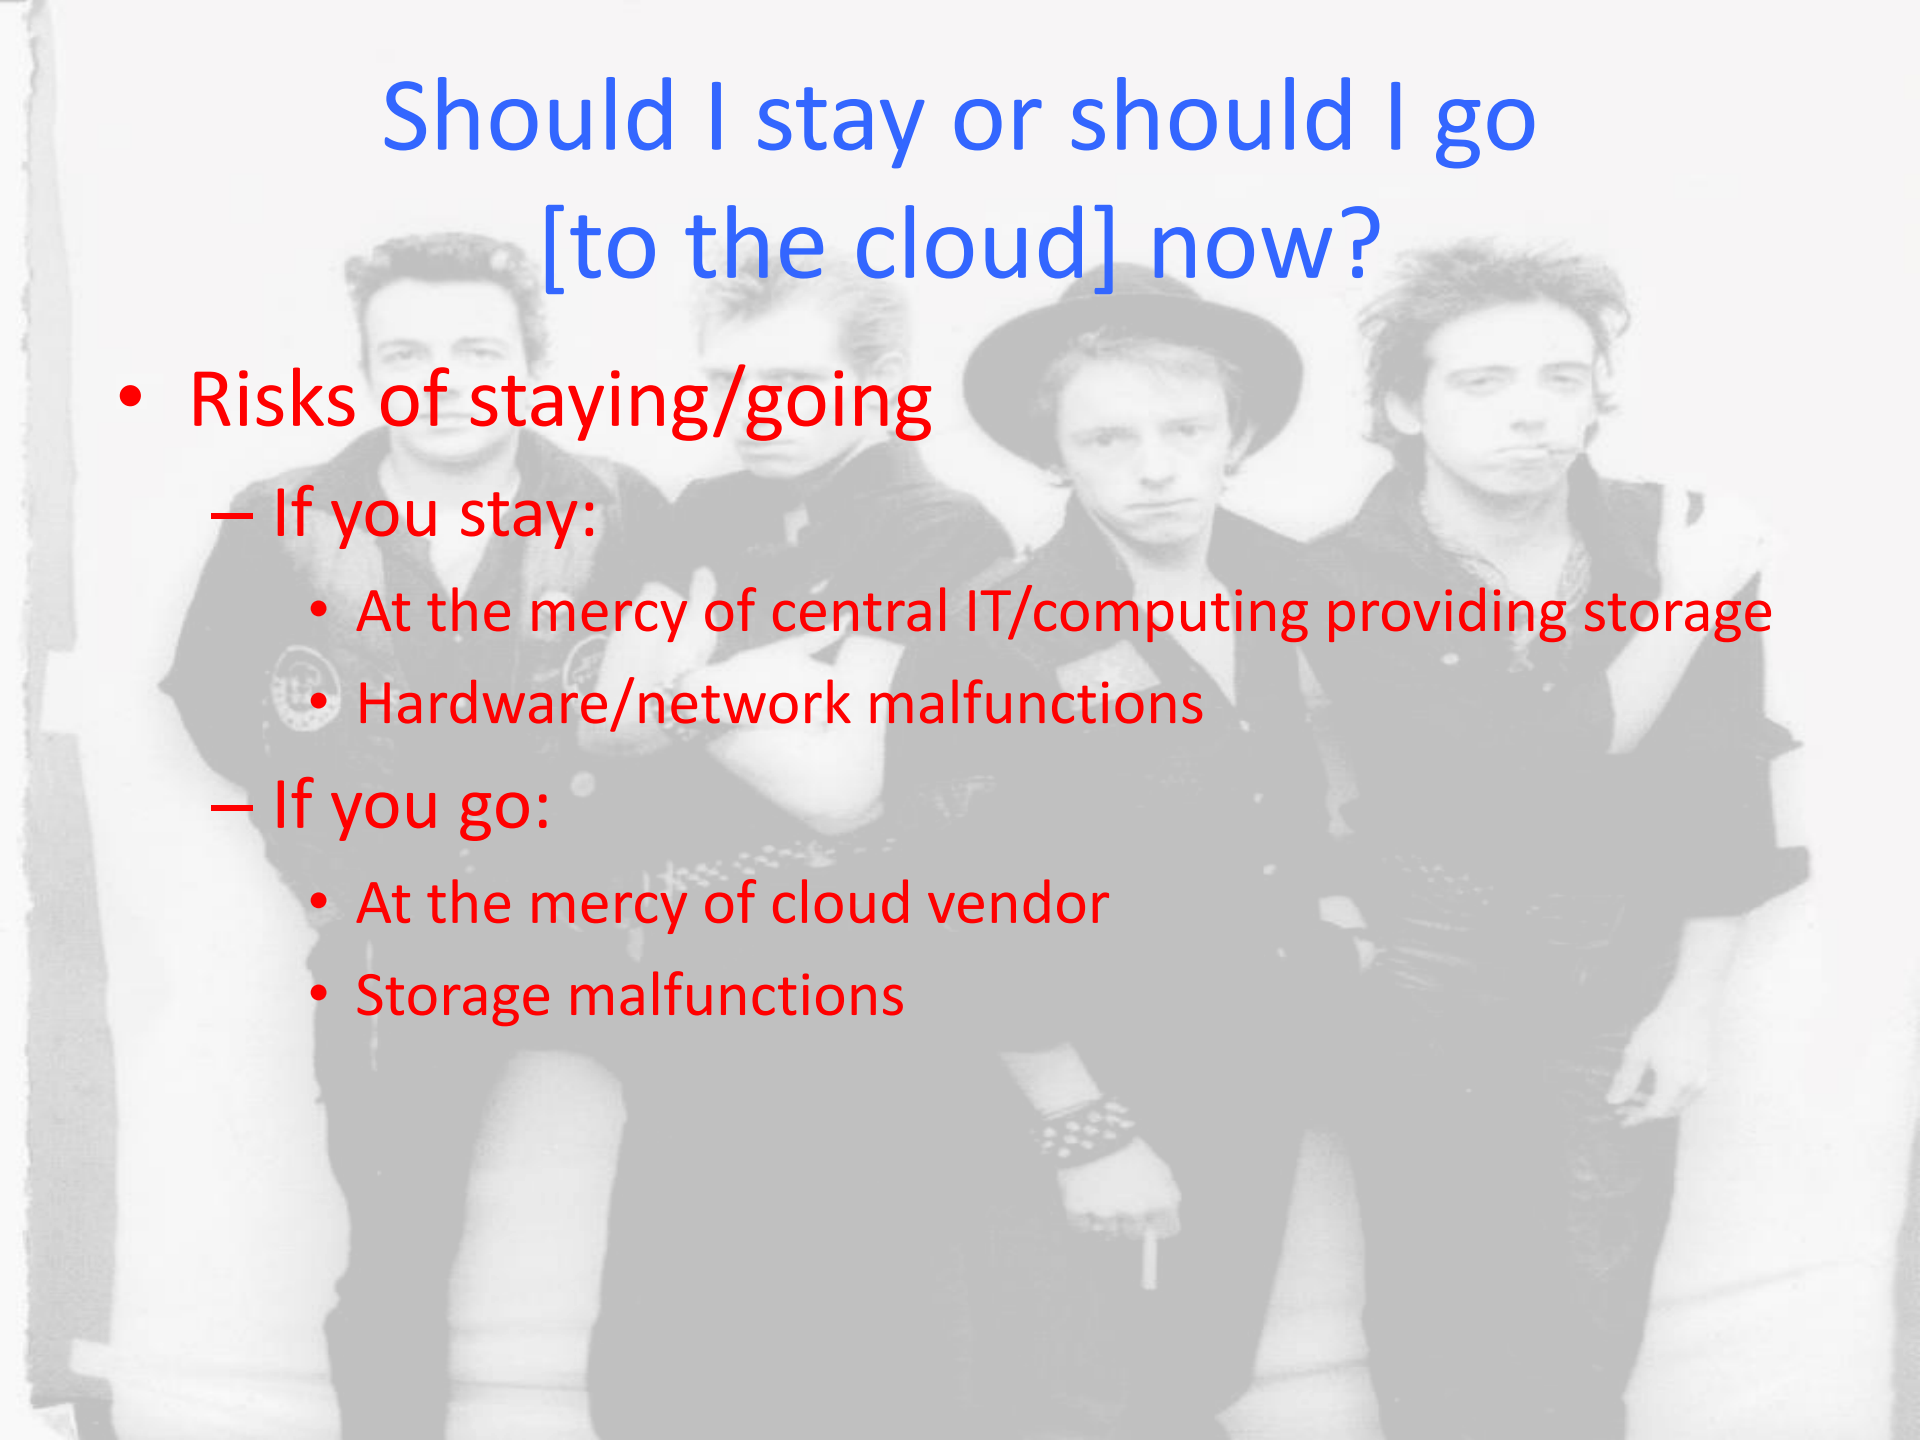 Should I stay or should I go
[to the cloud] now?
• Risks of staying/going
– If you stay:
• At the mercy of central IT/computing providing storage
• Hardware/network malfunctions
– If you go:
• At the mercy of cloud vendor
• Storage malfunctions